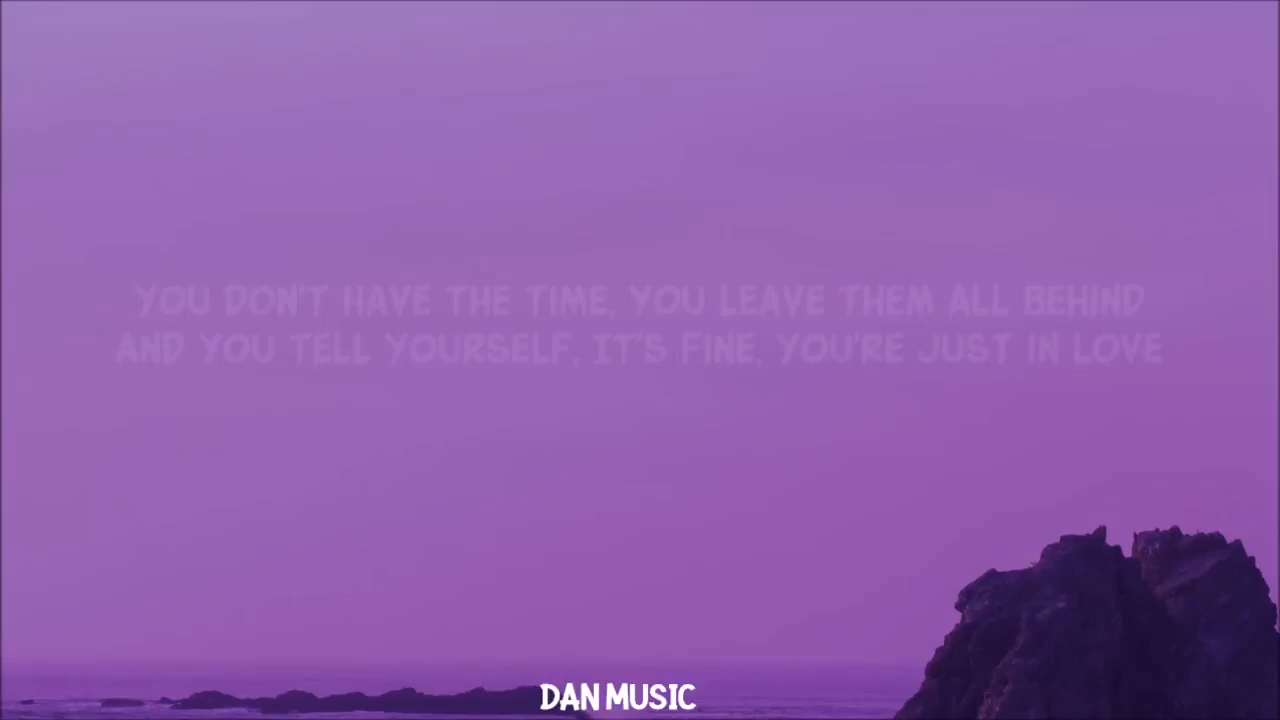 YOU DON'T HAVE THE TIME, YOU LEAVE THEM ALL BEHIND
AND YOU TELL YOURSELF, IT'S FINE, YOU'RE JUST IN LOVE
DAN MUSIC